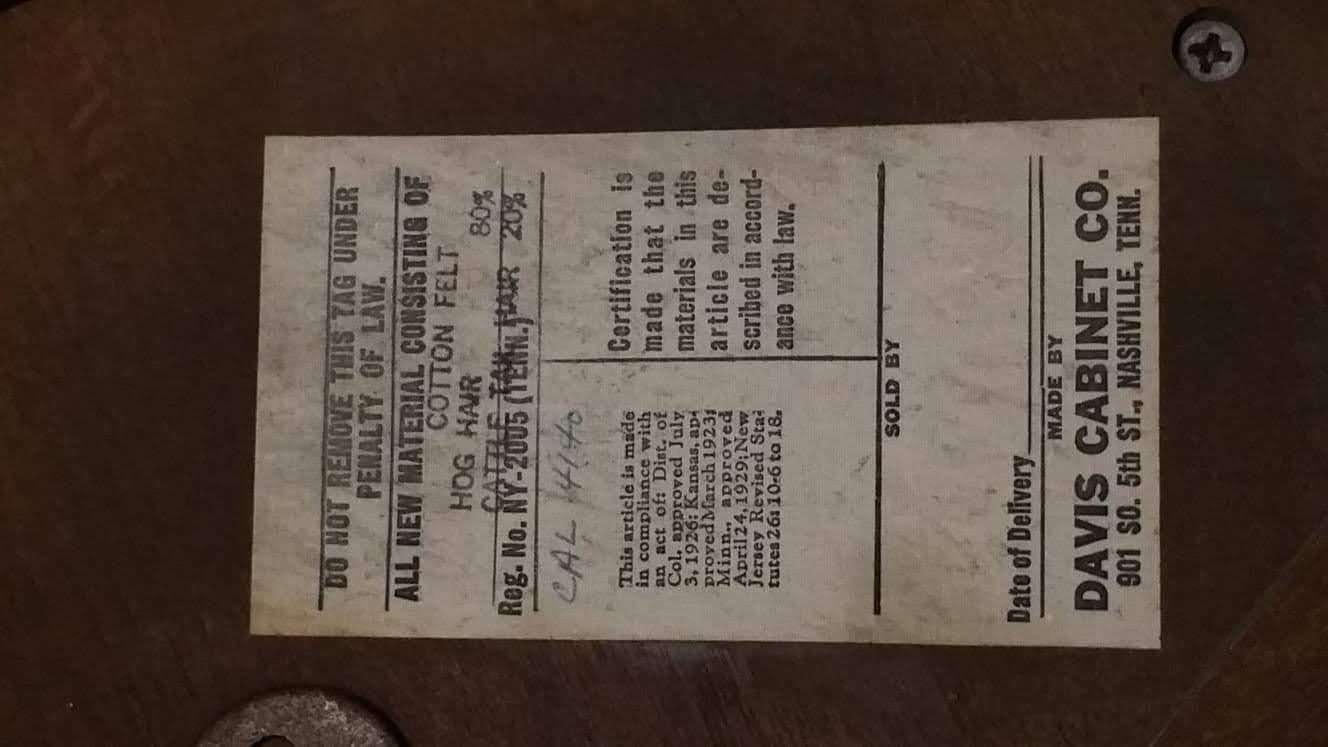 DO NOT REMOVE THIS TAG UNDER
PENALTY OF LAW.
ALL NEW MATERIAL CONSISTING OF
COTTON FELT
HOG HAIR 80%
CATTLE TAIL HAIR 20%
Reg. No. NY-2005 (TENN.)
CAL 14140
This article is made
in compliance with
an act of: Dist. of
Col. approved July
3, 1926; Kansas, ap-
proved March 1923;
Minn., approved
April 24, 1929; New
Jersey Revised Sta-
tutes 26: 10-6 to 18.
Certification is
made that the
materials in this
article are de-
scribed in accord-
ance with law.
SOLD BY
Date of Delivery
MADE BY
DAVIS CABINET CO.
901 SO. 5th ST., NASHVILLE, TENN.